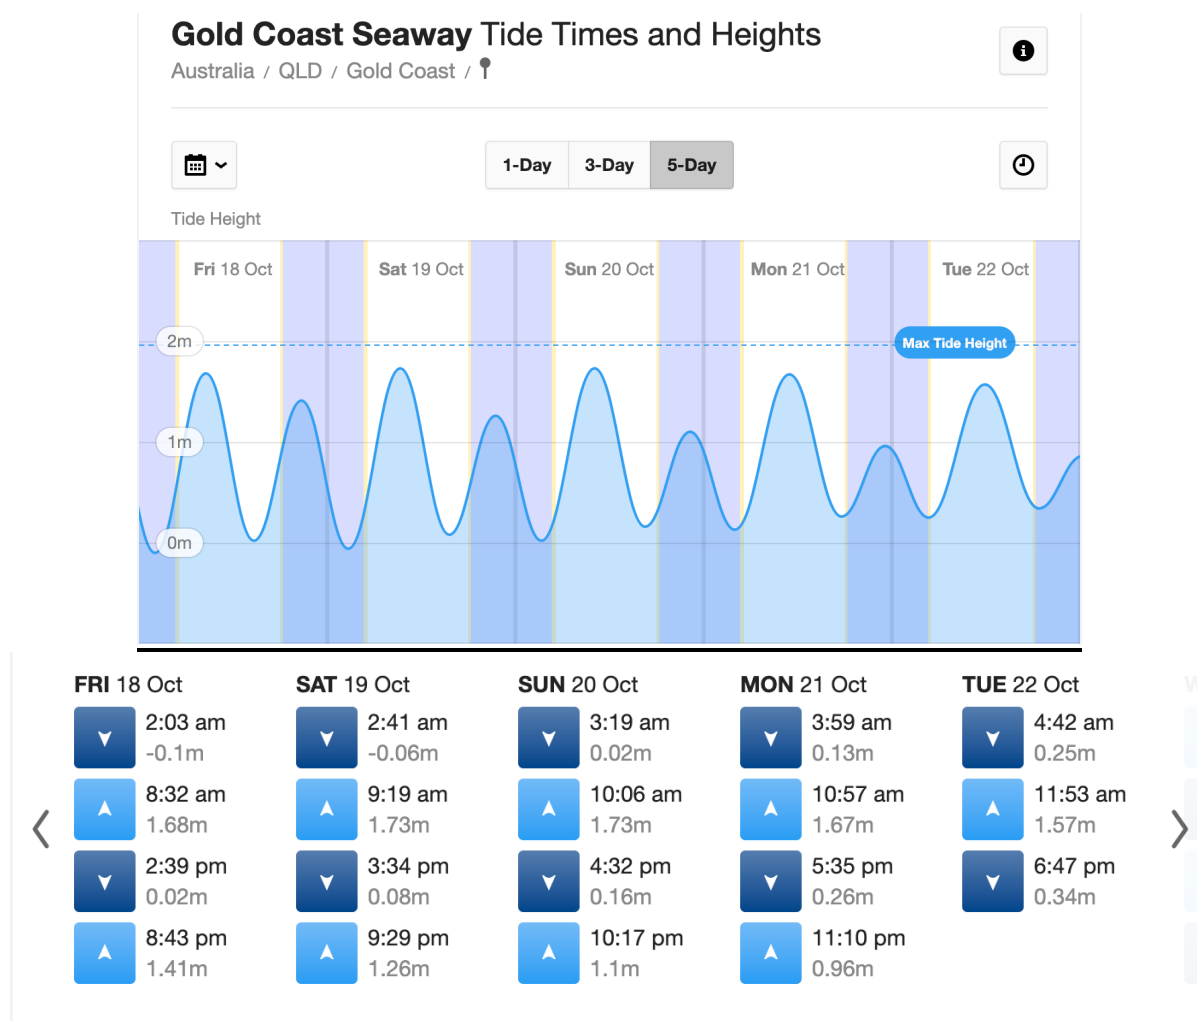 Gold Coast Seaway Tide Times and Heights
Australia / QLD / Gold Coast /
1-Day 3-Day 5-Day
Tide Height
Fri 18 Oct Sat 19 Oct Sun 20 Oct Mon 21 Oct Tue 22 Oct
2m
Max Tide Height
1m
0m
FRI 18 Oct
2:03 am
-0.1m
8:32 am
1.68m
2:39 pm
0.02m
8:43 pm
1.41m
SAT 19 Oct
2:41 am
-0.06m
9:19 am
1.73m
3:34 pm
0.08m
9:29 pm
1.26m
SUN 20 Oct
3:19 am
0.02m
10:06 am
1.73m
4:32 pm
0.16m
10:17 pm
1.1m
MON 21 Oct
3:59 am
0.13m
10:57 am
1.67m
5:35 pm
0.26m
11:10 pm
0.96m
TUE 22 Oct
4:42 am
0.25m
11:53 am
1.57m
6:47 pm
0.34m